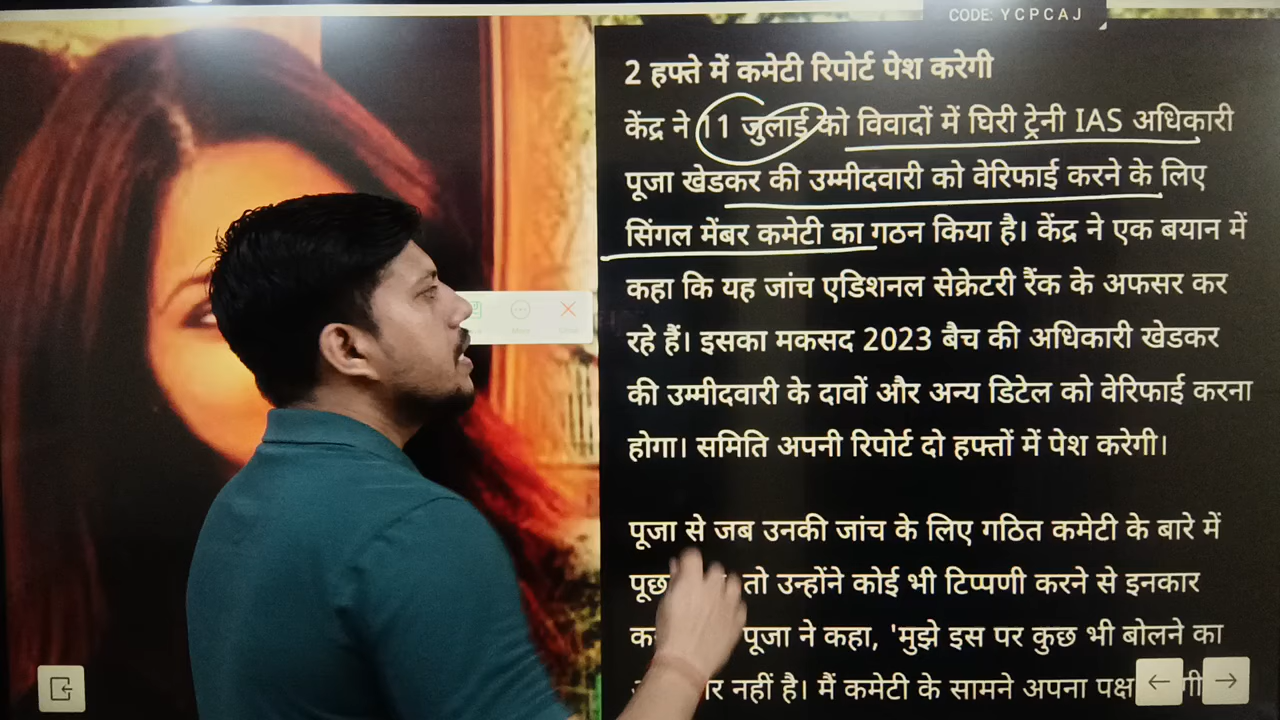 CODE: Y C P C A J
2 हफ्ते में कमेटी रिपोर्ट पेश करेगी
केंद्र ने 11 जुलाई को विवादों में घिरी ट्रेनी IAS अधिकारी
पूजा खेडकर की उम्मीदवारी को वेरिफाई करने के लिए
सिंगल मेंबर कमेटी का गठन किया है। केंद्र ने एक बयान में
कहा कि यह जांच एडिशनल सेक्रेटरी रैंक के अफसर कर
रहे हैं। इसका मकसद 2023 बैच की अधिकारी खेडकर
की उम्मीदवारी के दावों और अन्य डिटेल को वेरिफाई करना
होगा। समिति अपनी रिपोर्ट दो हफ्तों में पेश करेगी।
पूजा से जब उनकी जांच के लिए गठित कमेटी के बारे में
तो उन्होंने कोई भी टिप्पणी करने से इनकार
पूजा ने कहा, 'मुझे इस पर कुछ भी बोलने का
नहीं है। मैं कमेटी के सामने अपना पक्ष